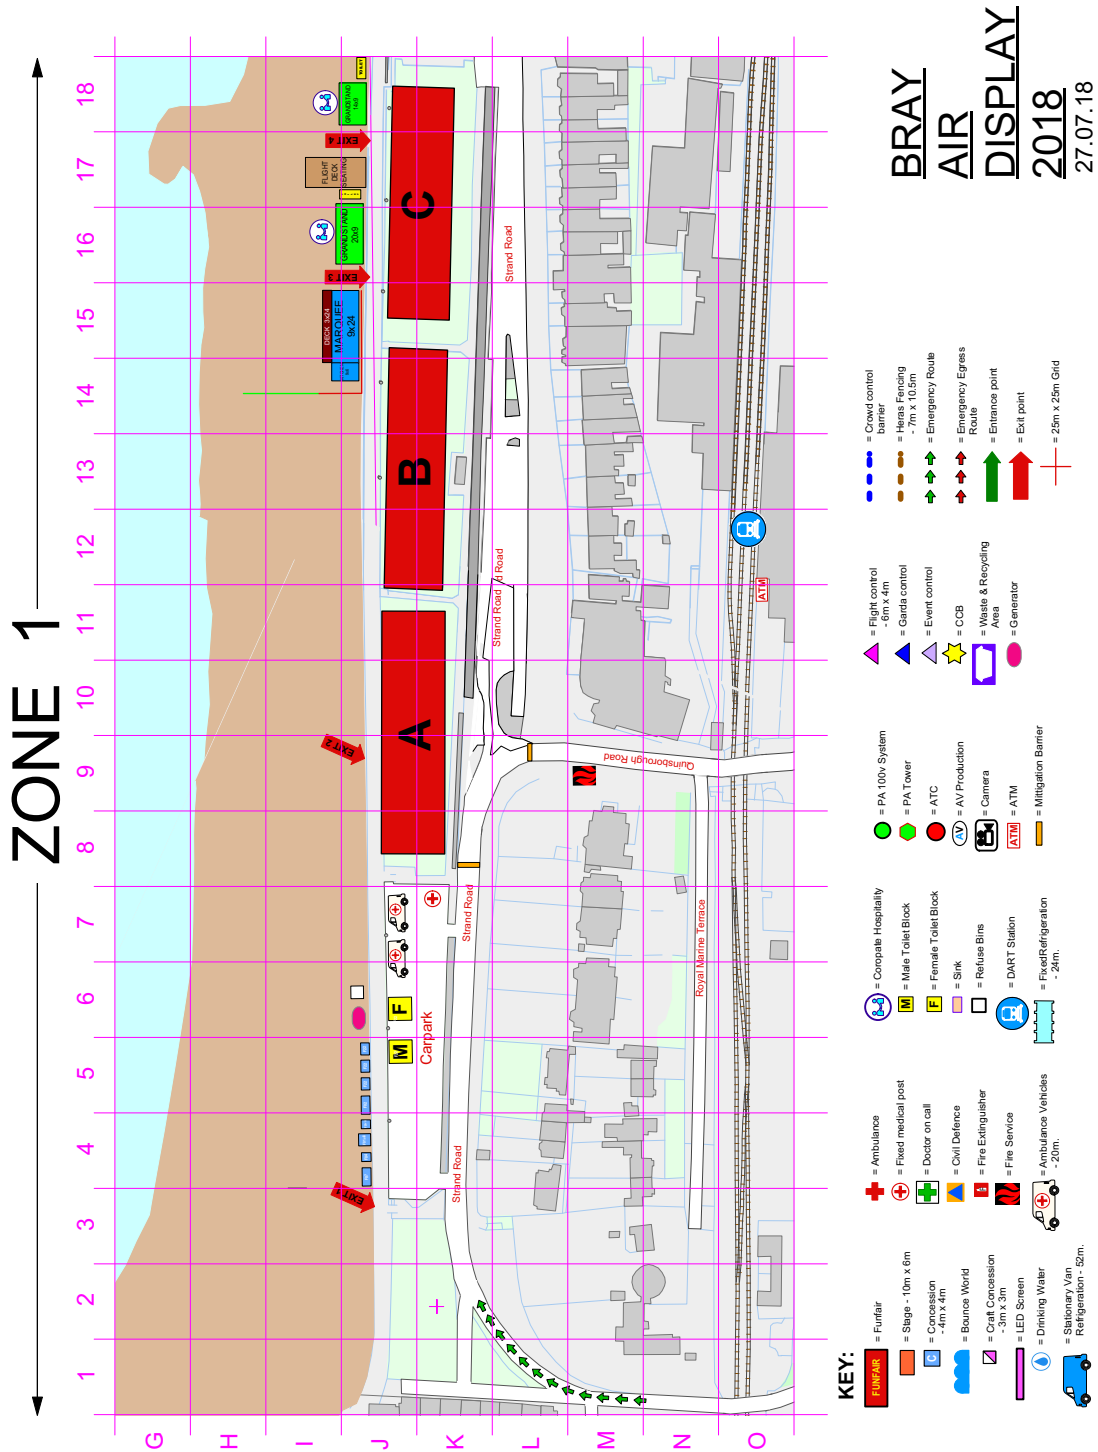 ZONE 1
BRAY
AIR
DISPLAY
2018
27.07.18
1
2
3
4
5
6
7
8
9
10
11
12
13
14
15
16
17
18
G
H
I
J
K
L
M
N
O
EXIT 1
EXIT 2
DECK 3x24
MARQUEE
9x24
EXIT 3
GRANDSTAND
20x9
FLIGHT
DECK
SEATING
EXIT 4
GRANDSTAND
14x9
A
B
C
M
F
Carpark
Strand Road
Strand Road
Strand Road
d Road
Strand Road
Quinsborough Road
Royal Marine Terrace
ATM
KEY:
FUNFAIR
= Funfair
= Stage - 10m x 6m
C
= Concession
- 4m x 4m
= Bounce World
= Craft Concession
- 3m x 3m
= LED Screen
= Drinking Water
= Stationary Van
Refrigeration - 52m.
= Ambulance
= Fixed medical post
= Doctor on call
= Civil Defence
= Fire Extinguisher
= Fire Service
= Ambulance Vehicles
- 20m.
= Coropate Hospitality
M
= Male Toilet Block
F
= Female Toilet Block
= Sink
= Refuse Bins
= DART Station
= FixedRefrigeration
- 24m.
= PA 100v System
= PA Tower
= ATC
AV
= AV Production
= Camera
ATM
= ATM
= Mittigation Barrier
= Flight control
- 6m x 4m
= Garda control
= Event control
= CCB
= Waste & Recycling
Area
= Generator
= Crowd control
barrier
= Heras Fencing
- 7m x 10.5m
= Emergency Route
= Emergency Egress
Route
= Entrance point
= Exit point
= 25m x 25m Grid